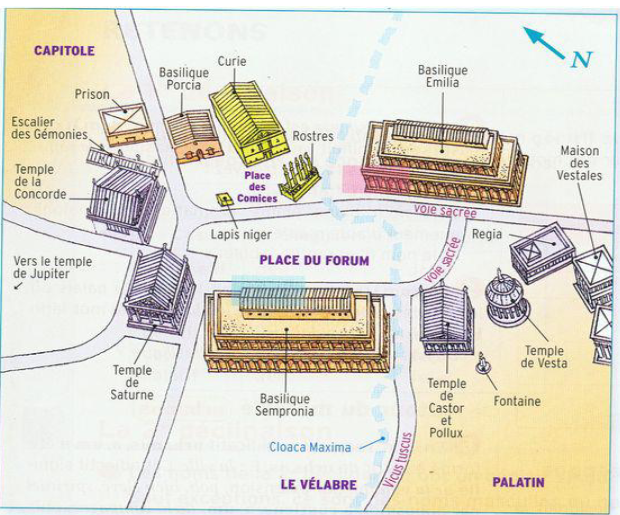 RETENONS
CAPITOLE
N
Curie
Basilique
Porcia
Basilique
Emilia
Prison
Escalier
des Gémonies
Rostres
Maison
des
Vestales
Temple
de la
Concorde
Place
des
Comices
voie sacrée
Lapis niger
Regia
PLACE DU FORUM
voie sacrée
Vers le temple
de Jupiter
Temple
de Vesta
Temple
de
Saturne
Basilique
Sempronia
Temple
de
Castor
et
Pollux
Fontaine
Cloaca Maxima
Vicus tuscus
LE VÉLABRE
PALATIN